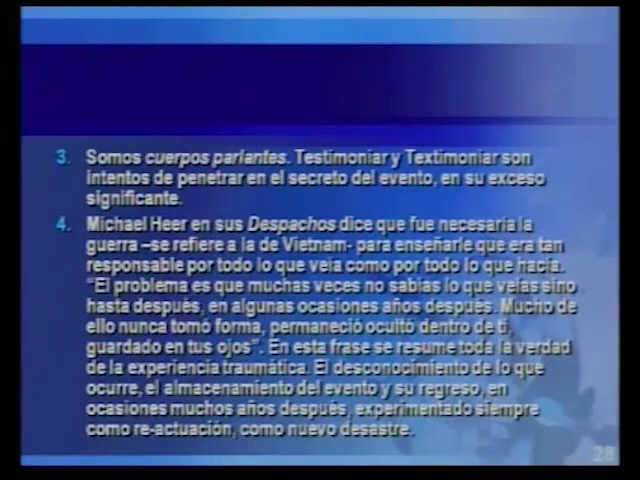 3. Somos cuerpos parlantes. Testimoniar y Textimoniar son
intentos de penetrar en el secreto del evento, en su exceso
significante.
4. Michael Heer en sus Despachos dice que fue necesaria la
guerra –se refiere a la de Vietnam- para enseñarle que era tan
responsable por todo lo que veía como por todo lo que hacía.
"El problema es que muchas veces no sabías lo que veías sino
hasta después, en algunas ocasiones años después. Mucho de
ello nunca tomó forma, permaneció ocultó dentro de ti,
guardado en tus ojos". En esta frase se resume toda la verdad
de la experiencia traumática. El desconocimiento de lo que
ocurre, el almacenamiento del evento y su regreso, en
ocasiones muchos años después, experimentado siempre
como re-actuación, como nuevo desastre.
28